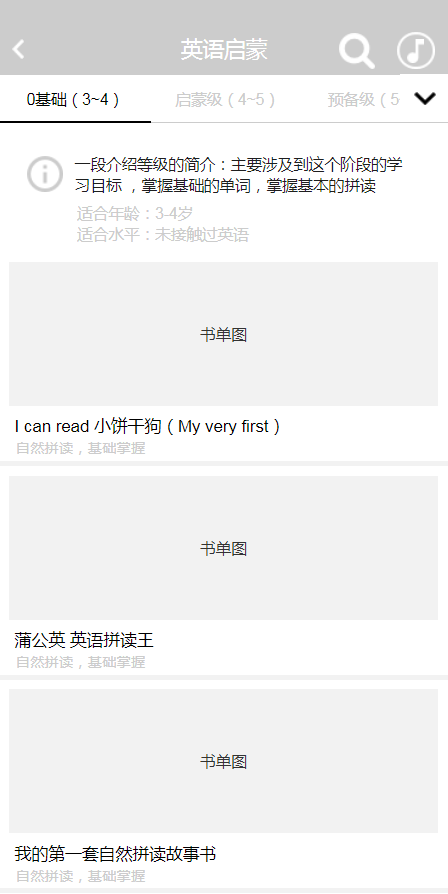 英语启蒙
0基础（3~4） 启蒙级（4~5） 预备级（5
一段介绍等级的简介：主要涉及到这个阶段的学
习目标 ，掌握基础的单词，掌握基本的拼读
适合年龄：3-4岁
适合水平：未接触过英语
书单图
I can read 小饼干狗（My very first）
自然拼读，基础掌握
书单图
蒲公英 英语拼读王
自然拼读，基础掌握
书单图
我的第一套自然拼读故事书
自然拼读，基础掌握